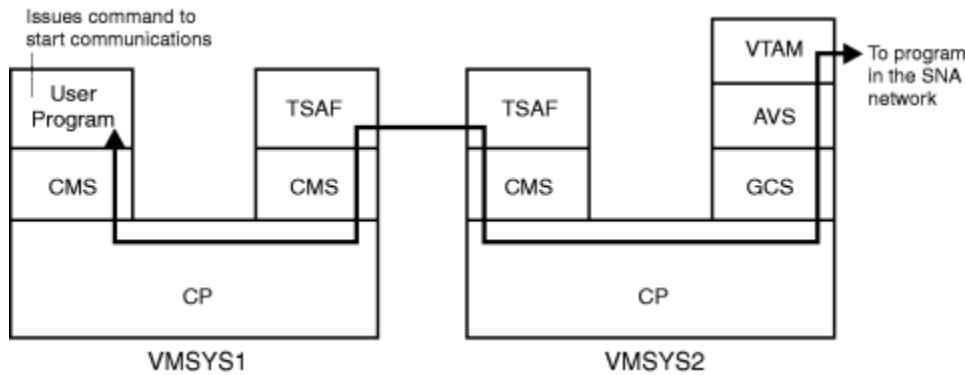 Issues command to
start communications
User
Program
CMS
TSAF
CMS
CP
VMSYS1
TSAF
CMS
VTAM
AVS
GCS
CP
VMSYS2
To program
in the SNA
network